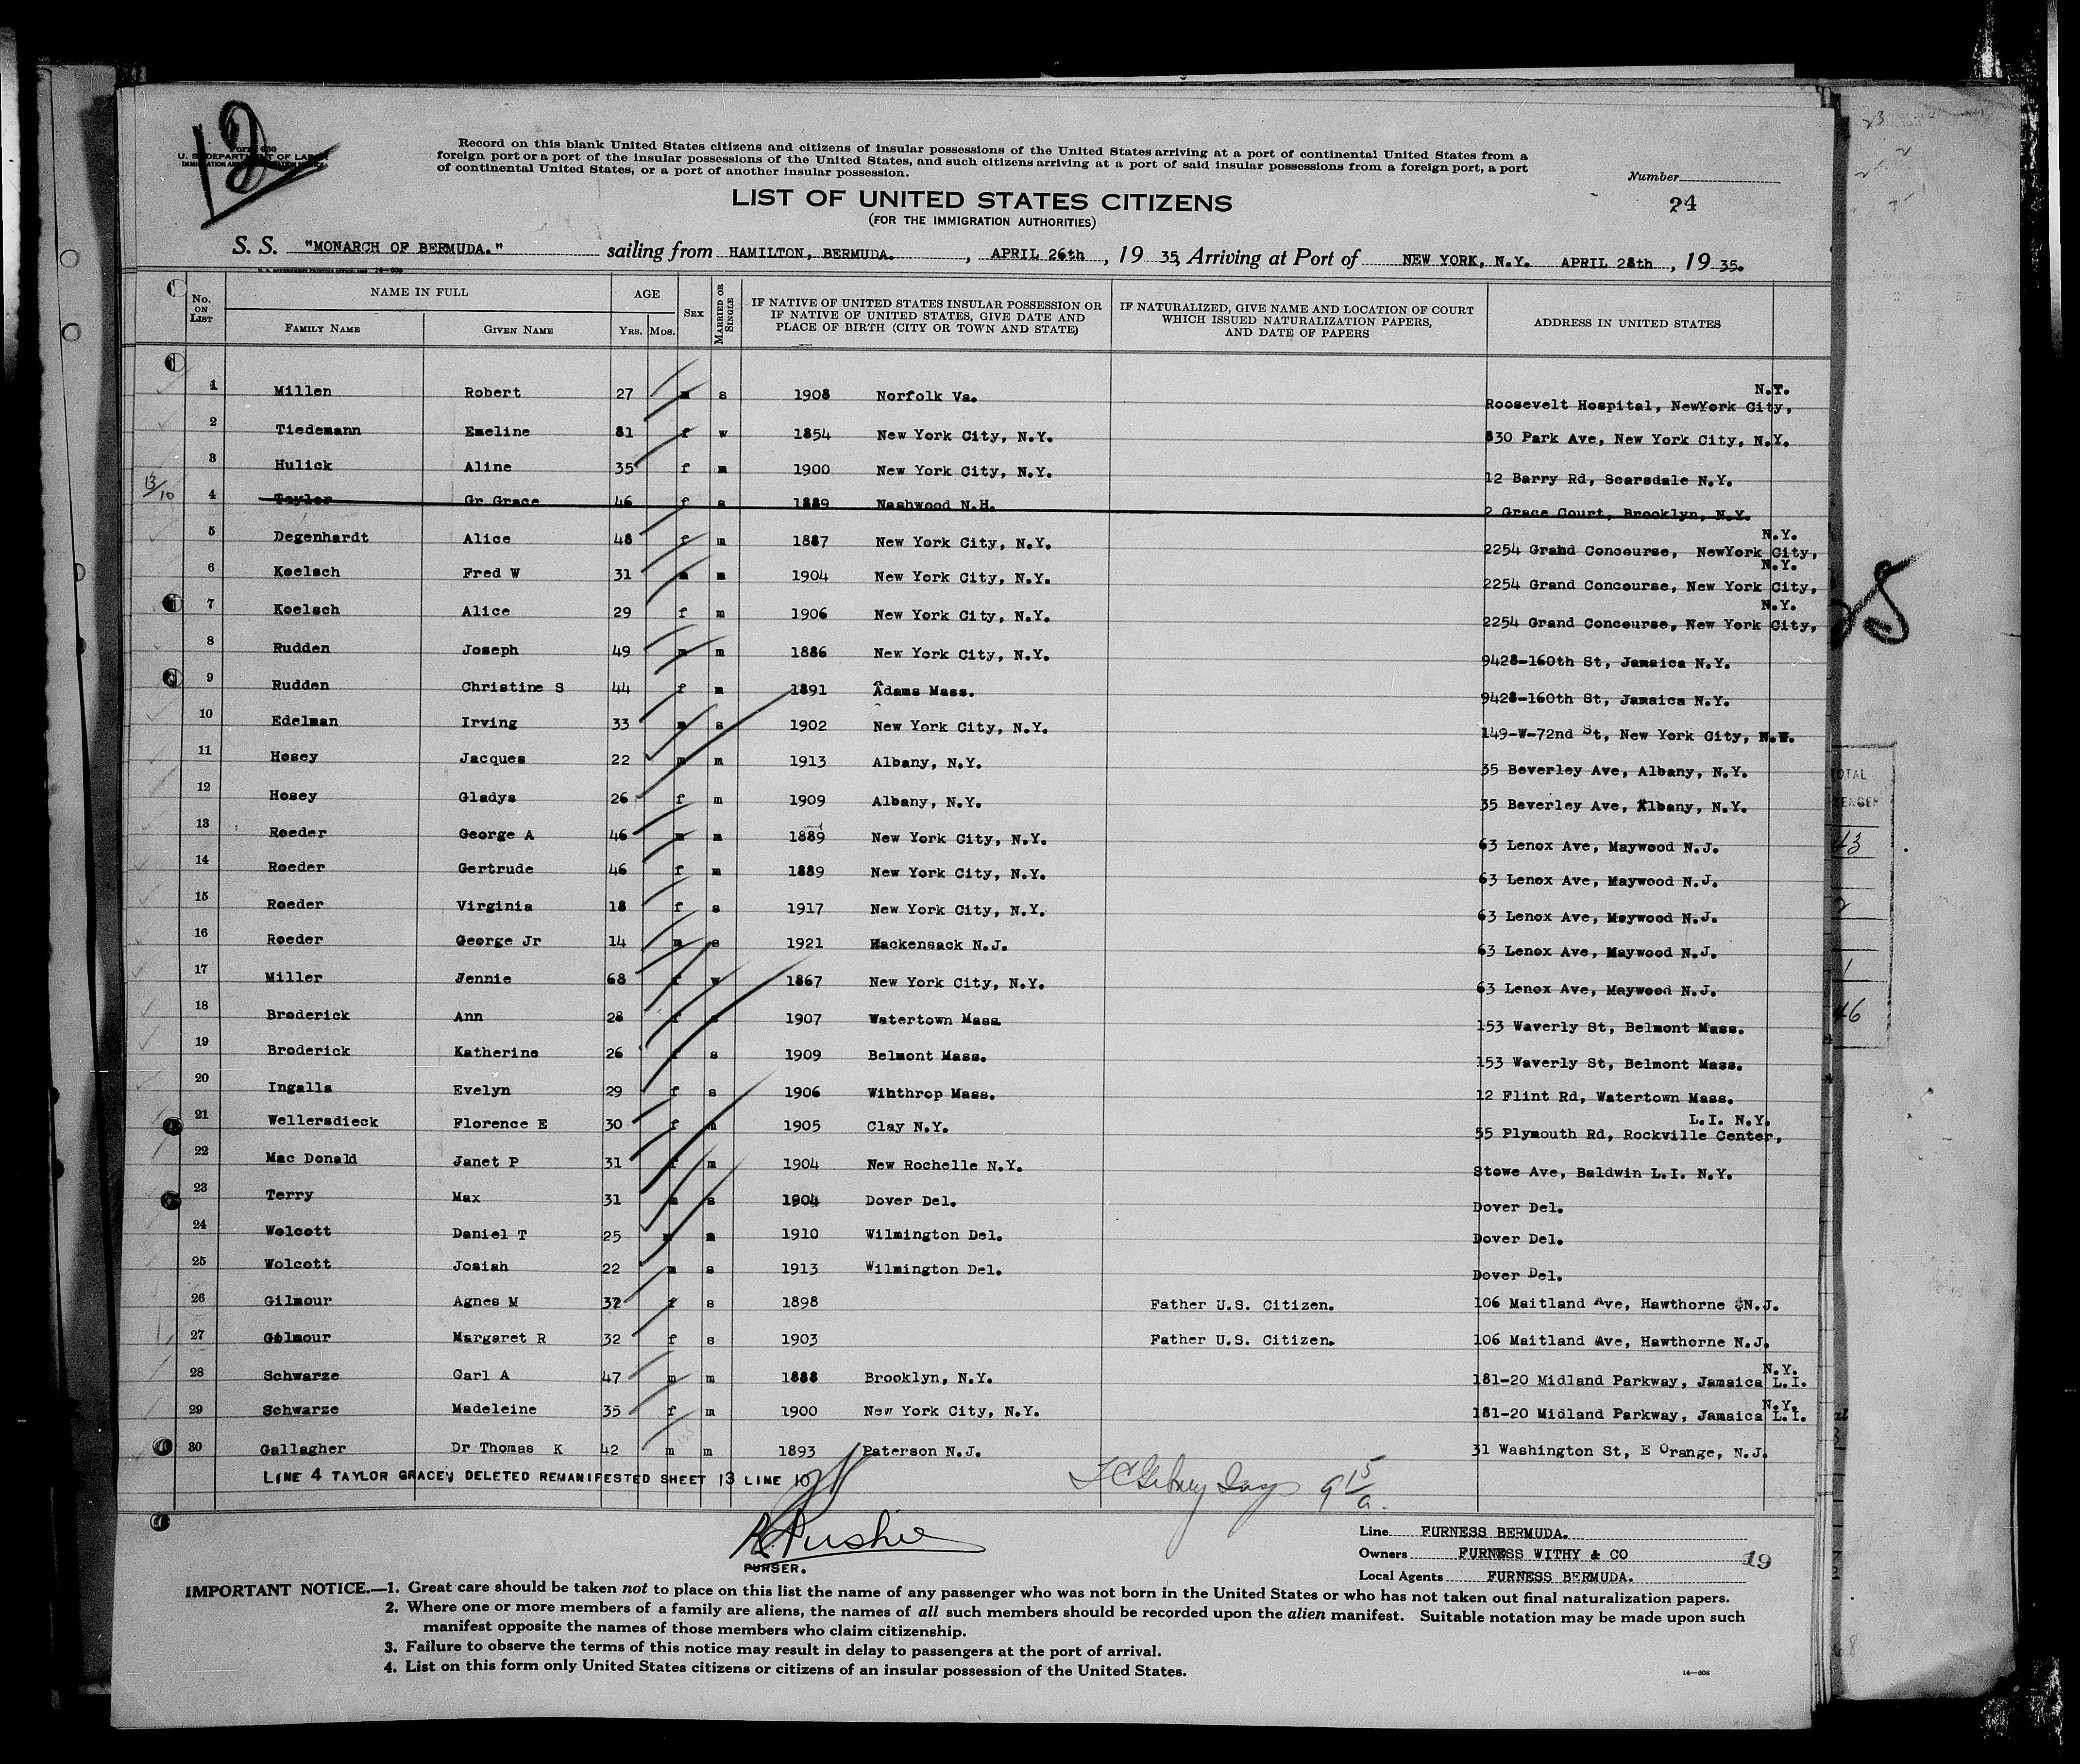 12
Form 630
U. S. DEPARTMENT OF LABOR
IMMIGRATION AND NATURALIZATION SERVICE
Record on this blank United States citizens and citizens of insular possessions of the United States arriving at a port of continental United States from a
foreign port or a port of the insular possessions of the United States, and such citizens arriving at a port of said insular possessions from a foreign port, a port
of continental United States, or a port of another insular possession.
Number
24
LIST OF UNITED STATES CITIZENS
(FOR THE IMMIGRATION AUTHORITIES)
S. S. "MONARCH OF BERMUDA." sailing from HAMILTON, BERMUDA. , APRIL 26th , 19 35, Arriving at Port of NEW YORK, N.Y. APRIL 28th , 19 35.
U. S. GOVERNMENT PRINTING OFFICE 14—608
No. ON LIST NAME IN FULL FAMILY NAME GIVEN NAME AGE YRS. MOS. SEX MARRIED OR SINGLE IF NATIVE OF UNITED STATES INSULAR POSSESSION OR IF NATIVE OF UNITED STATES, GIVE DATE AND PLACE OF BIRTH (CITY OR TOWN AND STATE) IF NATURALIZED, GIVE NAME AND LOCATION OF COURT WHICH ISSUED NATURALIZATION PAPERS, AND DATE OF PAPERS ADDRESS IN UNITED STATES
1 Millen Robert 27 m s 1908 Norfolk Va. Roosevelt Hospital, NewYork City, N.Y.
2 Tiedemann Emeline 81 f w 1854 New York City, N.Y. 830 Park Ave, New York City, N.Y.
3 Hulick Aline 35 f m 1900 New York City, N.Y. 12 Barry Rd, Scarsdale N.Y.
13/10 4 Taylor Gr Grace 46 f s 1889 Nashwood N.H. 2 Grace Court, Brooklyn, N.Y.
5 Degenhardt Alice 48 f m 1887 New York City, N.Y. 2254 Grand Concourse, NewYork City, N.Y.
6 Koelsch Fred W 31 m m 1904 New York City, N.Y. 2254 Grand Concourse, New York City, N.Y.
7 Koelsch Alice 29 f m 1906 New York City, N.Y. 2254 Grand Concourse, New York City, N.Y.
8 Rudden Joseph 49 m m 1886 New York City, N.Y. 9428-160th St, Jamaica N.Y.
9 Rudden Christine S 44 f m 1891 Adams Mass. 9428-160th St, Jamaica N.Y.
10 Edelman Irving 33 m s 1902 New York City, N.Y. 149-W-72nd St, New York City, N.Y.
11 Hosey Jacques 22 m m 1913 Albany, N.Y. 35 Beverley Ave, Albany, N.Y.
12 Hosey Gladys 26 f m 1909 Albany, N.Y. 35 Beverley Ave, Albany, N.Y.
13 Roeder George A 46 m m 1889 New York City, N.Y. 63 Lenox Ave, Maywood N.J.
14 Roeder Gertrude 46 f m 1889 New York City, N.Y. 63 Lenox Ave, Maywood N.J.
15 Roeder Virginia 18 f s 1917 New York City, N.Y. 63 Lenox Ave, Maywood N.J.
16 Roeder George Jr 14 m s 1921 Hackensack N.J. 63 Lenox Ave, Maywood N.J.
17 Miller Jennie 68 f w 1867 New York City, N.Y. 63 Lenox Ave, Maywood N.J.
18 Broderick Ann 28 f s 1907 Watertown Mass 153 Waverly St, Belmont Mass.
19 Broderick Katherine 26 f s 1909 Belmont Mass. 153 Waverly St, Belmont Mass.
20 Ingalls Evelyn 29 f s 1906 Wihthrop Mass. 12 Flint Rd, Watertown Mass.
21 Wellersdieck Florence E 30 f m 1905 Clay N.Y. 55 Plymouth Rd, Rockville Center, L.I. N.Y.
22 Mac Donald Janet P 31 f m 1904 New Rochelle N.Y. Stowe Ave, Baldwin L.I. N.Y.
23 Terry Max 31 m s 1904 Dover Del. Dover Del.
24 Wolcott Daniel T 25 m m 1910 Wilmington Del. Dover Del.
25 Wolcott Josiah 22 m s 1913 Wilmington Del. Dover Del.
26 Gilmour Agnes M 37 f s 1898 Father U.S. Citizen. 106 Maitland Ave, Hawthorne N.J.
27 Gilmour Margaret R 32 f s 1903 Father U.S. Citizen. 106 Maitland Ave, Hawthorne N.J.
28 Schwarze Carl A 47 m m 1888 Brooklyn, N.Y. 181-20 Midland Parkway, Jamaica L.I. N.Y.
29 Schwarze Madeleine 35 f m 1900 New York City, N.Y. 181-20 Midland Parkway, Jamaica L.I. N.Y.
30 Gallagher Dr Thomas K 42 m m 1893 Paterson N.J. 31 Washington St, E Orange, N.J.
LINE 4 TAYLOR GRACE, DELETED REMANIFESTED SHEET 13 LINE 10
PURSER.
Line FURNESS BERMUDA.
Owners FURNESS WITHY & CO
19
Local Agents FURNESS BERMUDA.
IMPORTANT NOTICE.—1. Great care should be taken not to place on this list the name of any passenger who was not born in the United States or who has not taken out final naturalization papers.
2. Where one or more members of a family are aliens, the names of all such members should be recorded upon the alien manifest. Suitable notation may be made upon such
manifest opposite the names of those members who claim citizenship.
3. Failure to observe the terms of this notice may result in delay to passengers at the port of arrival.
4. List on this form only United States citizens or citizens of an insular possession of the United States.
14—608